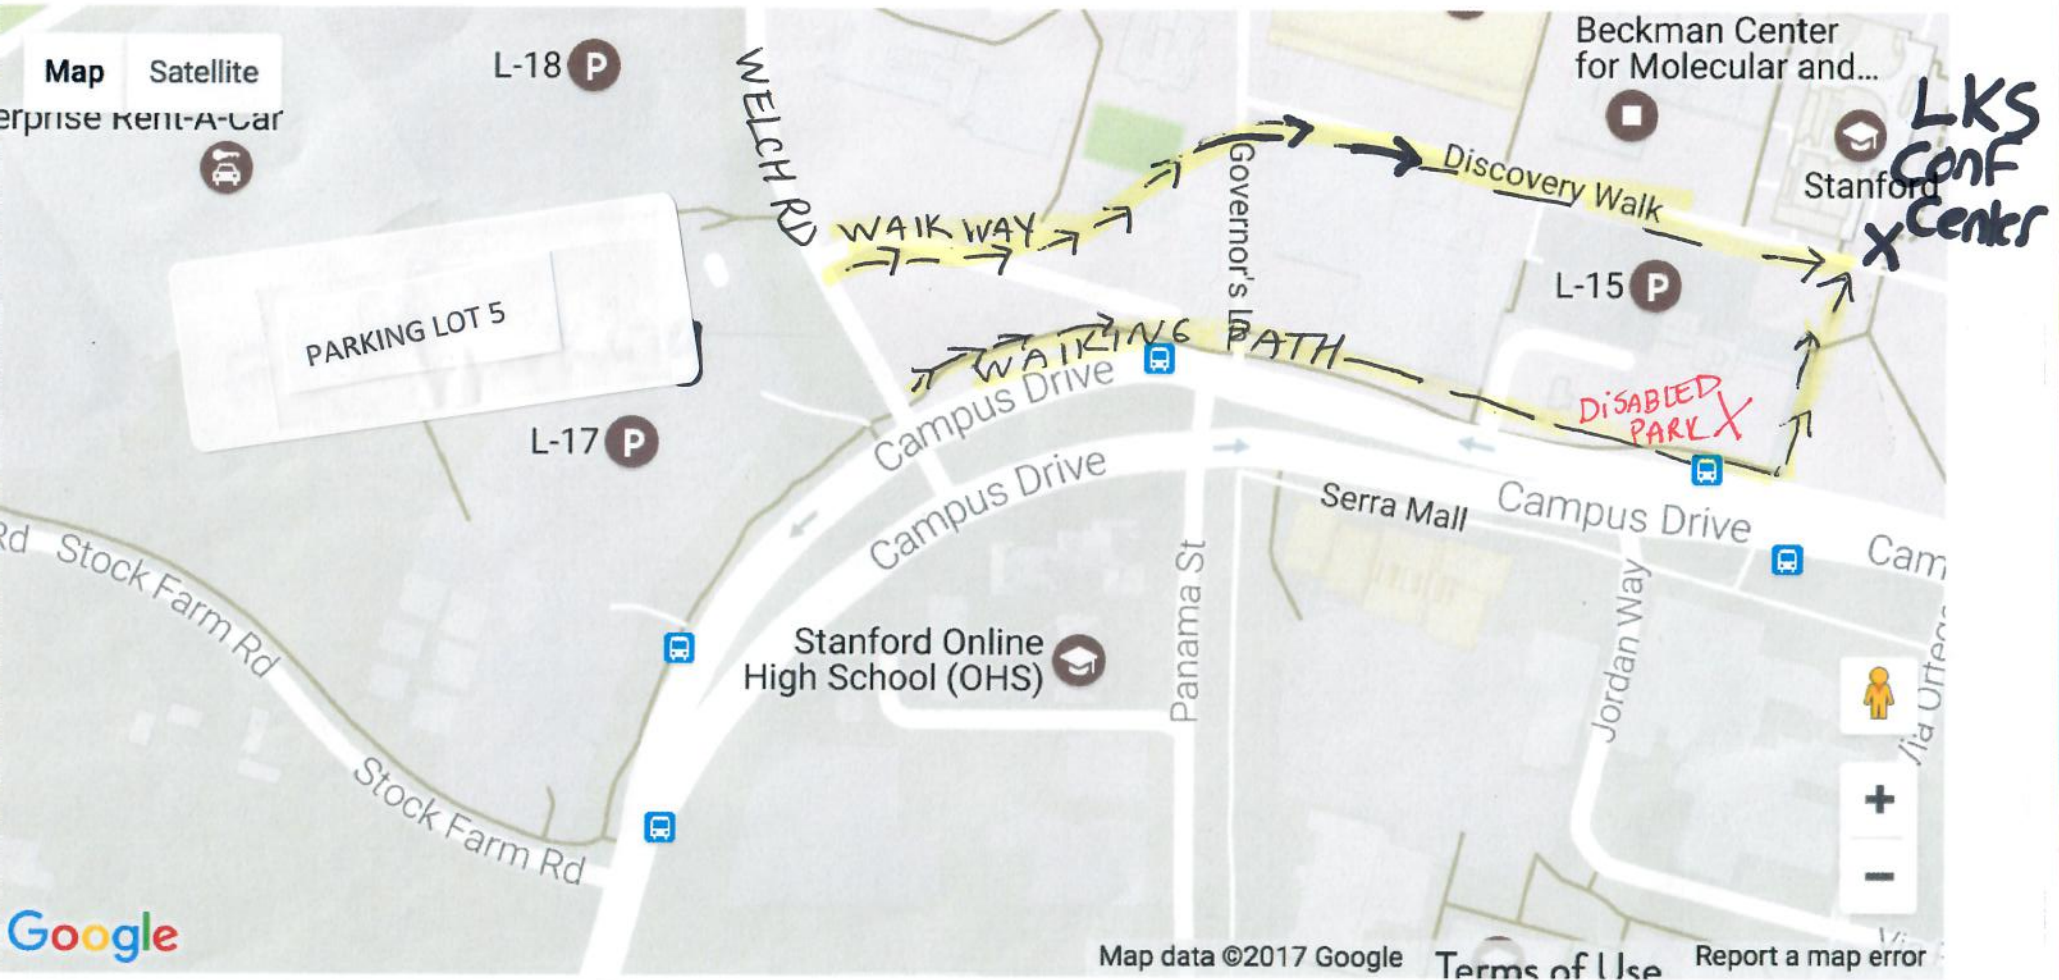 Map
Satellite
erprise Rent-A-Car
L-18
P
WELCH RD
Beckman Center
for Molecular and...
LKS
Conf
Center
X
Stanford
WALKWAY
Governor's Ln
Discovery Walk
L-15
P
PARKING LOT 5
WALKING PATH
DISABLED
PARK X
L-17
P
Campus Drive
Campus Drive
Serra Mall
Campus Drive
Cam
Rd
Stock Farm Rd
Stock Farm Rd
Stanford Online
High School (OHS)
Panama St
Jordan Way
Via Ortega
+
−
Google
Map data ©2017 Google
Terms of Use
Report a map error